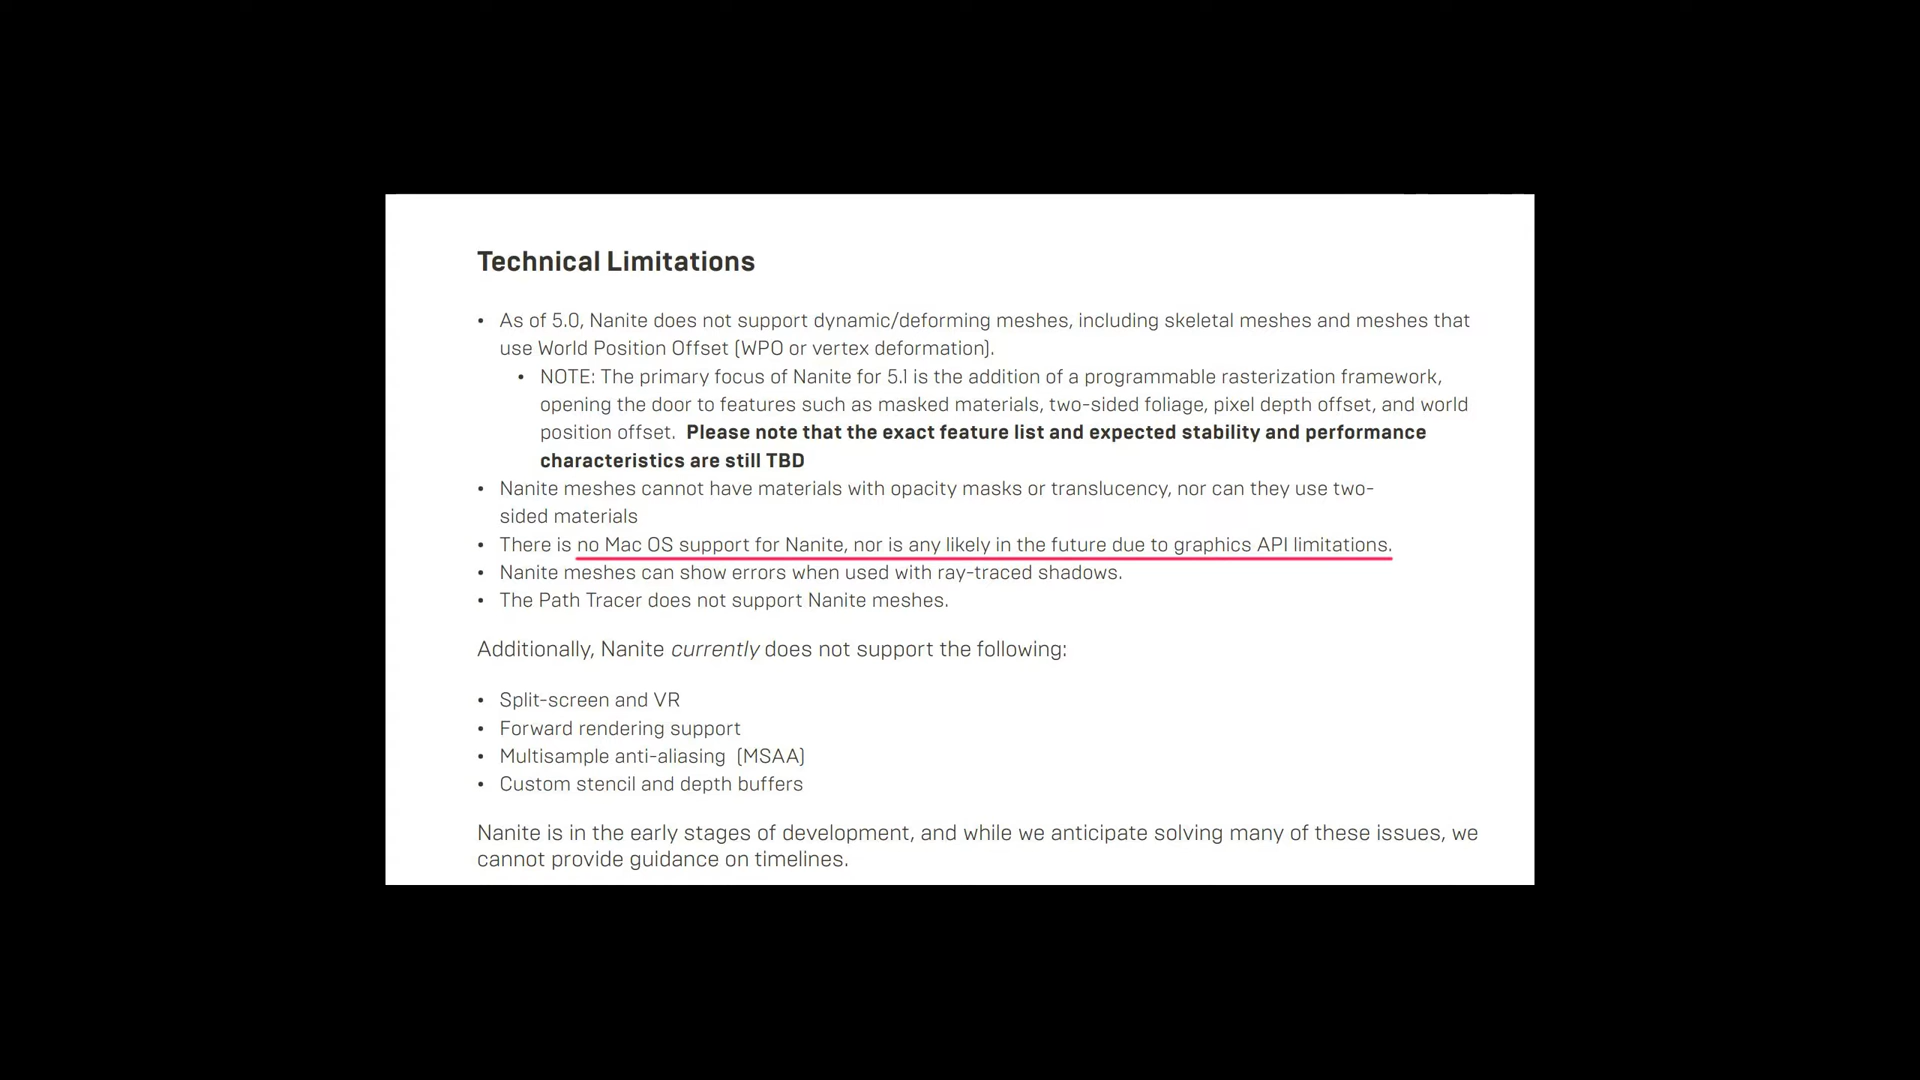 Technical Limitations
• As of 5.0, Nanite does not support dynamic/deforming meshes, including skeletal meshes and meshes that
use World Position Offset (WPO or vertex deformation).
• NOTE: The primary focus of Nanite for 5.1 is the addition of a programmable rasterization framework,
opening the door to features such as masked materials, two-sided foliage, pixel depth offset, and world
position offset. Please note that the exact feature list and expected stability and performance
characteristics are still TBD
• Nanite meshes cannot have materials with opacity masks or translucency, nor can they use two-
sided materials
• There is no Mac OS support for Nanite, nor is any likely in the future due to graphics API limitations.
• Nanite meshes can show errors when used with ray-traced shadows.
• The Path Tracer does not support Nanite meshes.
Additionally, Nanite currently does not support the following:
• Split-screen and VR
• Forward rendering support
• Multisample anti-aliasing (MSAA)
• Custom stencil and depth buffers
Nanite is in the early stages of development, and while we anticipate solving many of these issues, we
cannot provide guidance on timelines.